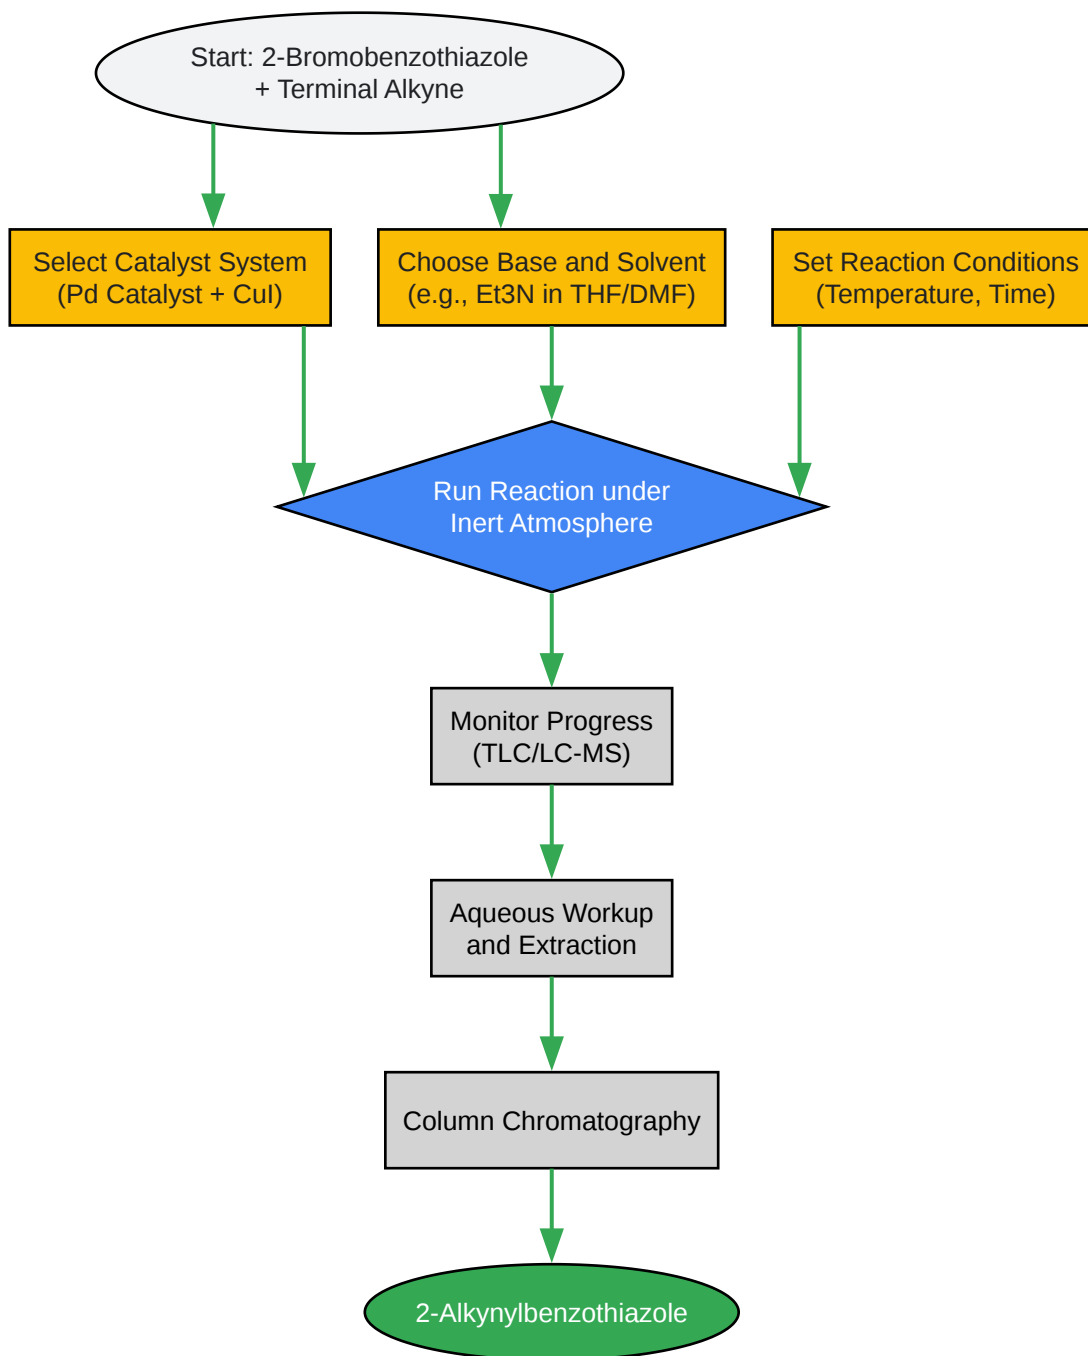 Start: 2-Bromobenzothiazole
+ Terminal Alkyne
Select Catalyst System
(Pd Catalyst + CuI)
Choose Base and Solvent
(e.g., Et3N in THF/DMF)
Set Reaction Conditions
(Temperature, Time)
Run Reaction under
Inert Atmosphere
Monitor Progress
(TLC/LC-MS)
Aqueous Workup
and Extraction
Column Chromatography
2-Alkynylbenzothiazole